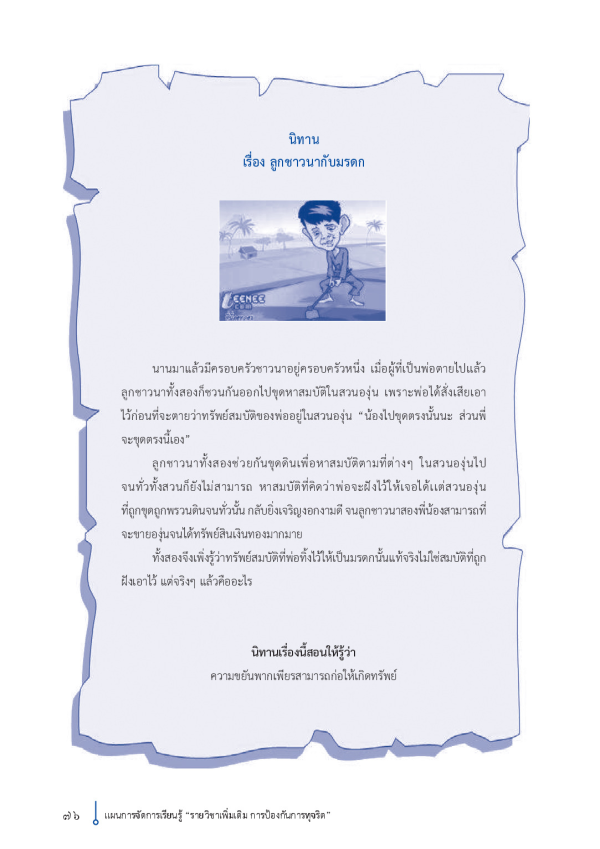 นิทาน
เรื่อง ลูกชาวนากับมรดก
EENEE
.COM
นานมาแล้วมีครอบครัวชาวนาอยู่ครอบครัวหนึ่ง เมื่อผู้ที่เป็นพ่อตายไปแล้ว
ลูกชาวนาทั้งสองก็ชวนกันออกไปขุดหาสมบัติในสวนองุ่น เพราะพ่อได้สั่งเสียเอา
ไว้ก่อนที่จะตายว่าทรัพย์สมบัติของพ่ออยู่ในสวนองุ่น “น้องไปขุดตรงนั้นนะ ส่วนพี่
จะขุดตรงนี้เอง”
ลูกชาวนาทั้งสองช่วยกันขุดดินเพื่อหาสมบัติตามที่ต่างๆ ในสวนองุ่นไป
จนทั่วทั้งสวนก็ยังไม่สามารถ หาสมบัติที่คิดว่าพ่อจะฝังไว้ให้เจอได้แต่สวนองุ่น
ที่ถูกขุดถูกพรวนดินจนทั่วนั้น กลับยิ่งเจริญงอกงามดี จนลูกชาวนาสองพี่น้องสามารถที่
จะขายองุ่นจนได้ทรัพย์สินเงินทองมากมาย
ทั้งสองจึงเพิ่งรู้ว่าทรัพย์สมบัติที่พ่อทิ้งไว้ให้เป็นมรดกนั้นแท้จริงไม่ใช่สมบัติที่ถูก
ฝังเอาไว้ แต่จริงๆ แล้วคืออะไร
นิทานเรื่องนี้สอนให้รู้ว่า
ความขยันพากเพียรสามารถก่อให้เกิดทรัพย์
๗๖ แผนการจัดการเรียนรู้ “รายวิชาเพิ่มเติม การป้องกันการทุจริต”